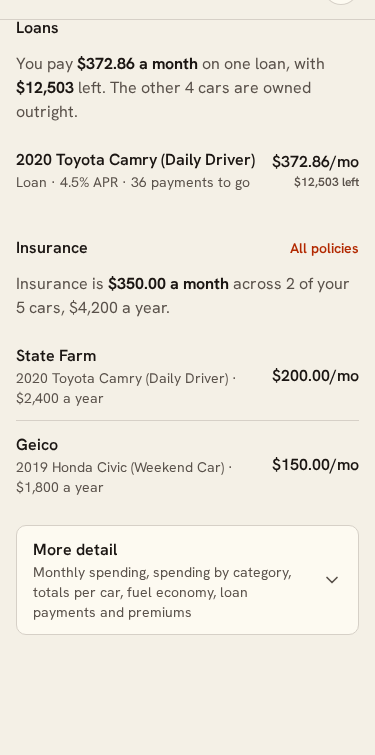 Loans
You pay $372.86 a month on one loan, with
$12,503 left. The other 4 cars are owned
outright.
2020 Toyota Camry (Daily Driver) $372.86/mo
Loan · 4.5% APR · 36 payments to go $12,503 left
Insurance All policies
Insurance is $350.00 a month across 2 of your
5 cars, $4,200 a year.
State Farm
2020 Toyota Camry (Daily Driver) · $200.00/mo
$2,400 a year
Geico
2019 Honda Civic (Weekend Car) · $150.00/mo
$1,800 a year
More detail
Monthly spending, spending by category,
totals per car, fuel economy, loan
payments and premiums